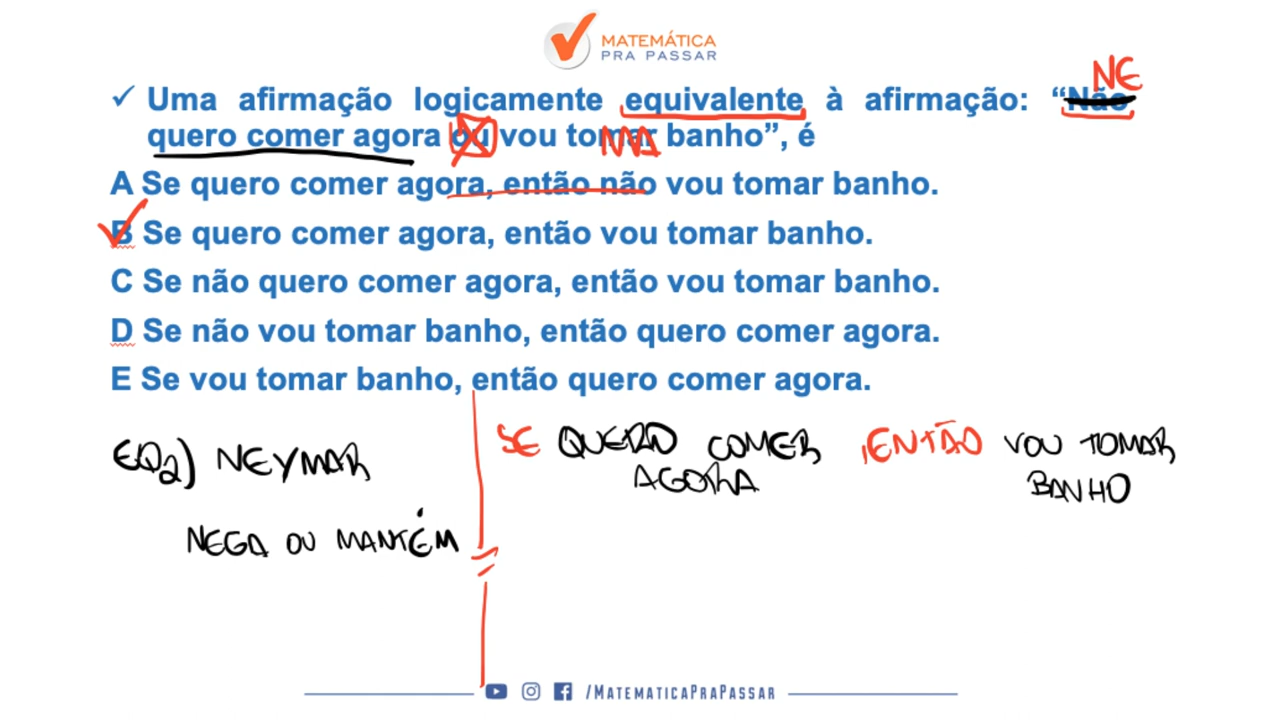 MATEMÁTICA
PRA PASSAR
NE
✓ Uma afirmação logicamente equivalente à afirmação: “Não
quero comer agora ou vou tomar banho”, é
MA
A Se quero comer agora, então não vou tomar banho.
B Se quero comer agora, então vou tomar banho.
C Se não quero comer agora, então vou tomar banho.
D Se não vou tomar banho, então quero comer agora.
E Se vou tomar banho, então quero comer agora.
EQ2) NEYMAR
NEGA OU MANTÉM
SE QUERO COMER AGORA, ENTÃO VOU TOMAR BANHO
/MATEMATICAPRAPASSAR